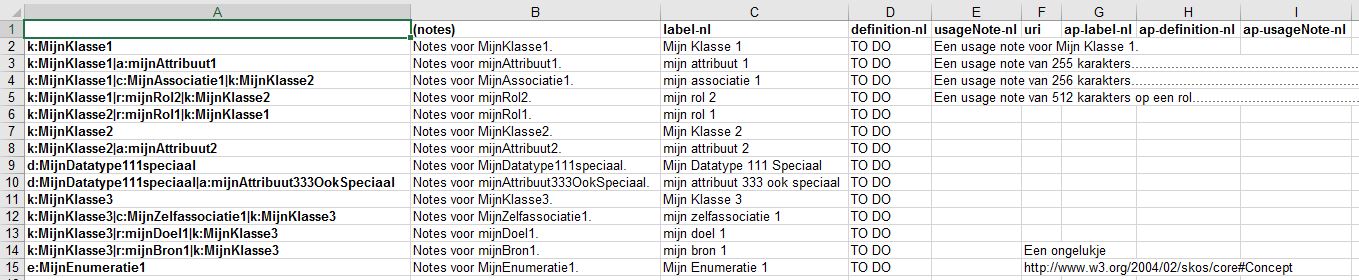 A B C D E F G H I
1 (notes) label-nl definition-nl usageNote-nl uri ap-label-nl ap-definition-nl ap-usageNote-nl
2 k:MijnKlasse1 Notes voor MijnKlasse1. Mijn Klasse 1 TO DO Een usage note voor Mijn Klasse 1.
3 k:MijnKlasse1|a:mijnAttribuut1 Notes voor mijnAttribuut1. mijn attribuut 1 TO DO Een usage note van 255 karakters.....
4 k:MijnKlasse1|c:MijnAssociatie1|k:MijnKlasse2 Notes voor MijnAssociatie1. mijn associatie 1 TO DO Een usage note van 256 karakters.....
5 k:MijnKlasse1|r:mijnRol2|k:MijnKlasse2 Notes voor mijnRol2. mijn rol 2 TO DO Een usage note van 512 karakters op een rol.....
6 k:MijnKlasse2|r:mijnRol1|k:MijnKlasse1 Notes voor mijnRol1. mijn rol 1 TO DO
7 k:MijnKlasse2 Notes voor MijnKlasse2. Mijn Klasse 2 TO DO
8 k:MijnKlasse2|a:mijnAttribuut2 Notes voor mijnAttribuut2. mijn attribuut 2 TO DO
9 d:MijnDatatype111speciaal Notes voor MijnDatatype111speciaal. Mijn Datatype 111 Speciaal TO DO
10 d:MijnDatatype111speciaal|a:mijnAttribuut333OokSpeciaal Notes voor mijnAttribuut333OokSpeciaal. mijn attribuut 333 ook speciaal TO DO
11 k:MijnKlasse3 Notes voor MijnKlasse3. Mijn Klasse 3 TO DO
12 k:MijnKlasse3|c:MijnZelfassociatie1|k:MijnKlasse3 Notes voor MijnZelfassociatie1. mijn zelfassociatie 1 TO DO
13 k:MijnKlasse3|r:mijnDoel1|k:MijnKlasse3 Notes voor mijnDoel1. mijn doel 1 TO DO
14 k:MijnKlasse3|r:mijnBron1|k:MijnKlasse3 Notes voor mijnBron1. mijn bron 1 TO DO Een ongelukje
15 e:MijnEnumeratie1 Notes voor MijnEnumeratie1. Mijn Enumeratie 1 TO DO http://www.w3.org/2004/02/skos/core#Concept